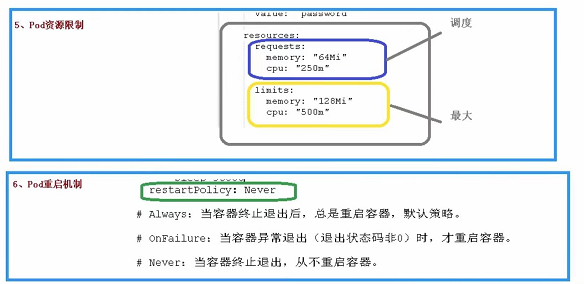 5、Pod资源限制
value: "password"
resources:
requests:
memory: "64Mi"
cpu: "250m"
调度
limits:
memory: "128Mi"
cpu: "500m"
最大
6、Pod重启机制
restartPolicy: Never
# Always: 当容器终止退出后，总是重启容器，默认策略。
# OnFailure: 当容器异常退出（退出状态码非0）时，才重启容器。
# Never: 当容器终止退出，从不重启容器。